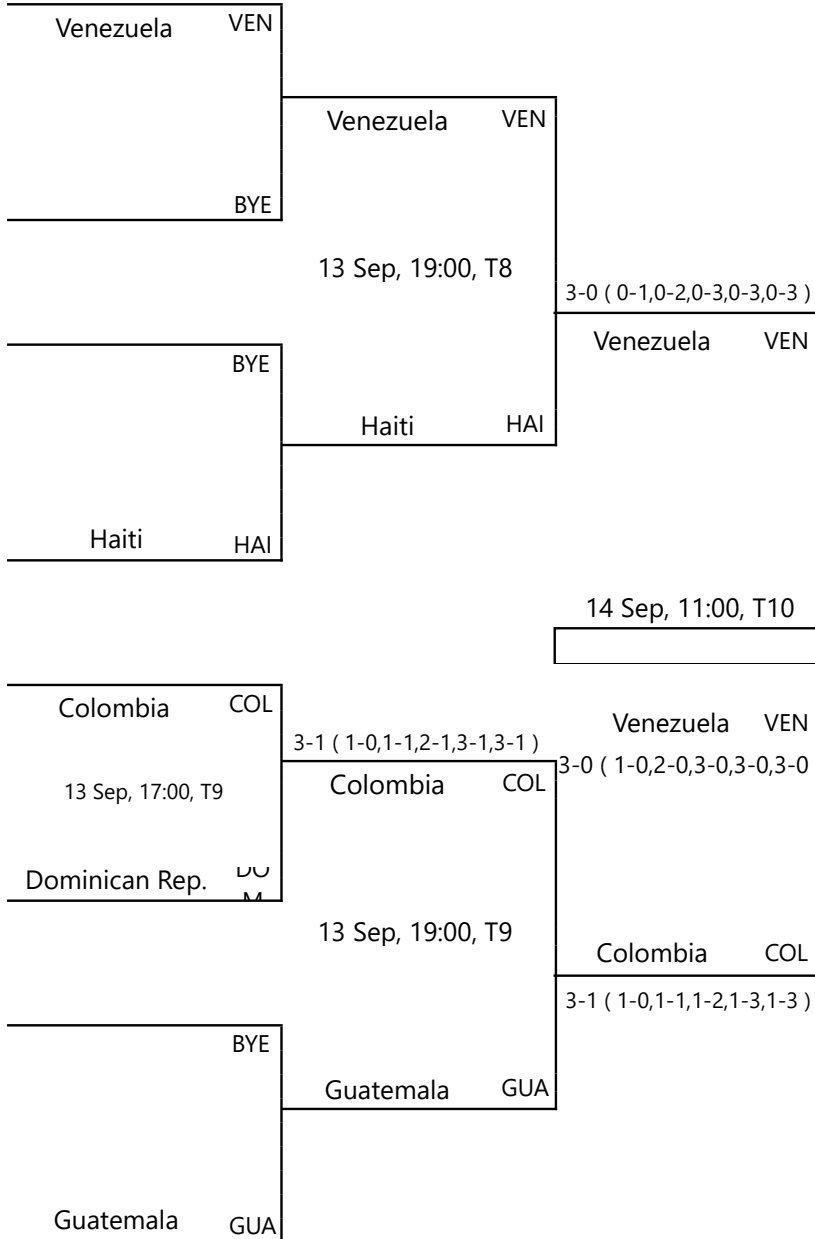 Venezuela VEN
Venezuela VEN
BYE
13 Sep, 19:00, T8
3-0 ( 0-1,0-2,0-3,0-3,0-3 )
Venezuela VEN
BYE
Haiti HAI
Haiti HAI
14 Sep, 11:00, T10
Colombia COL
Venezuela VEN
3-1 ( 1-0,1-1,2-1,3-1,3-1 )
3-0 ( 1-0,2-0,3-0,3-0,3-0
Colombia COL
13 Sep, 17:00, T9
Dominican Rep.
13 Sep, 19:00, T9
Colombia COL
3-1 ( 1-0,1-1,1-2,1-3,1-3 )
BYE
Guatemala GUA
Guatemala GUA